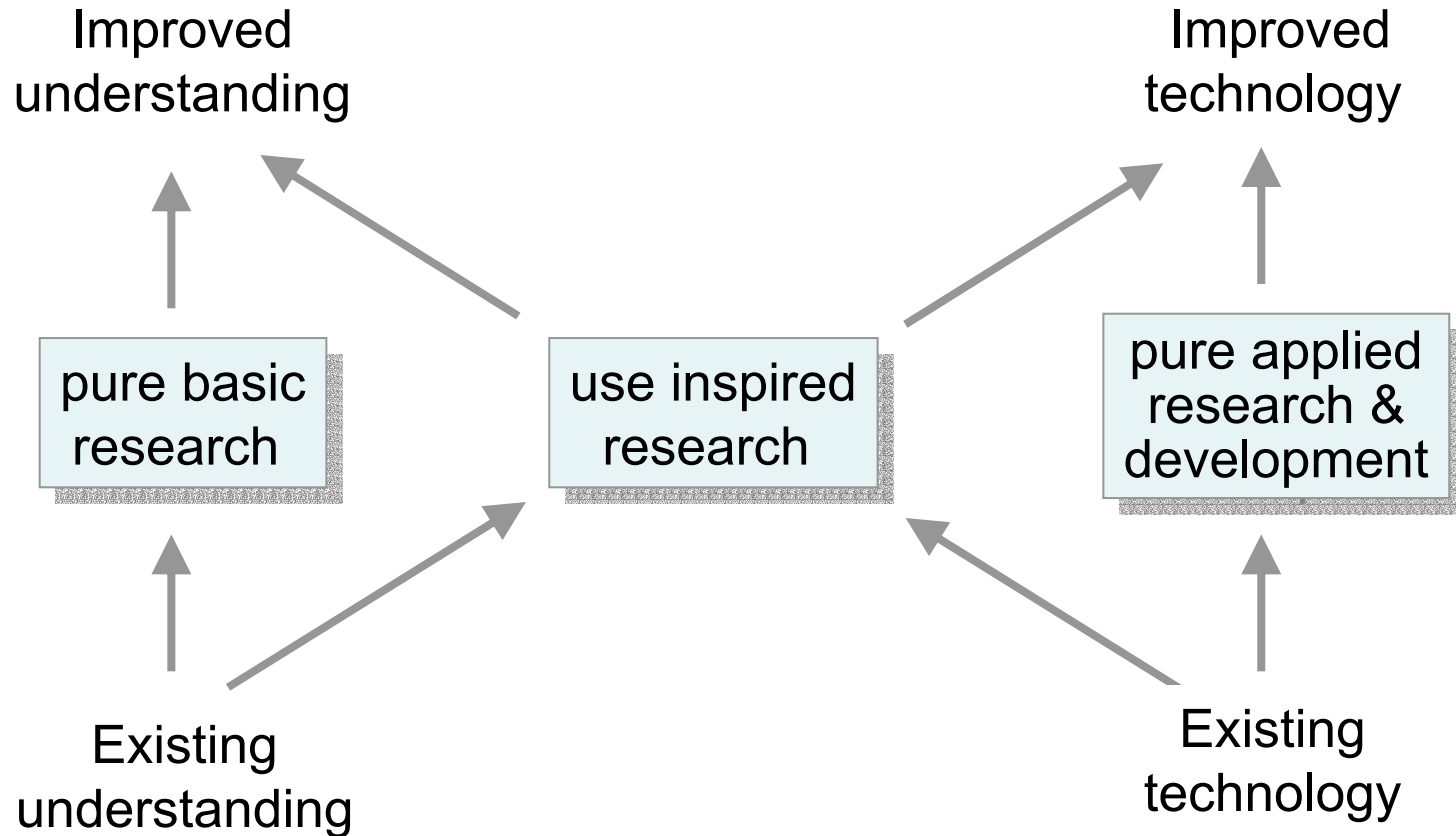 Improved
understanding
Improved
technology
pure basic
research
use inspired
research
pure applied
research &
development
Existing
understanding
Existing
technology